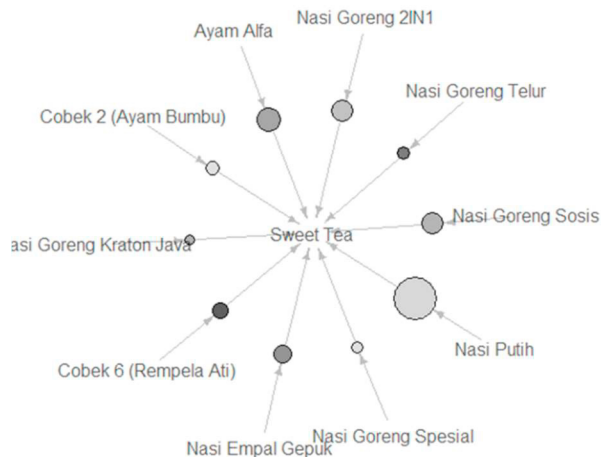 Nasi Goreng 2IN1
Ayam Alfa
Nasi Goreng Telur
Cobek 2 (Ayam Bumbu)
Nasi Goreng Sosis
Sweet Tea
asi Goreng Kraton Java
Nasi Putih
Cobek 6 (Rempela Ati)
Nasi Goreng Spesial
Nasi Empal Gepuk